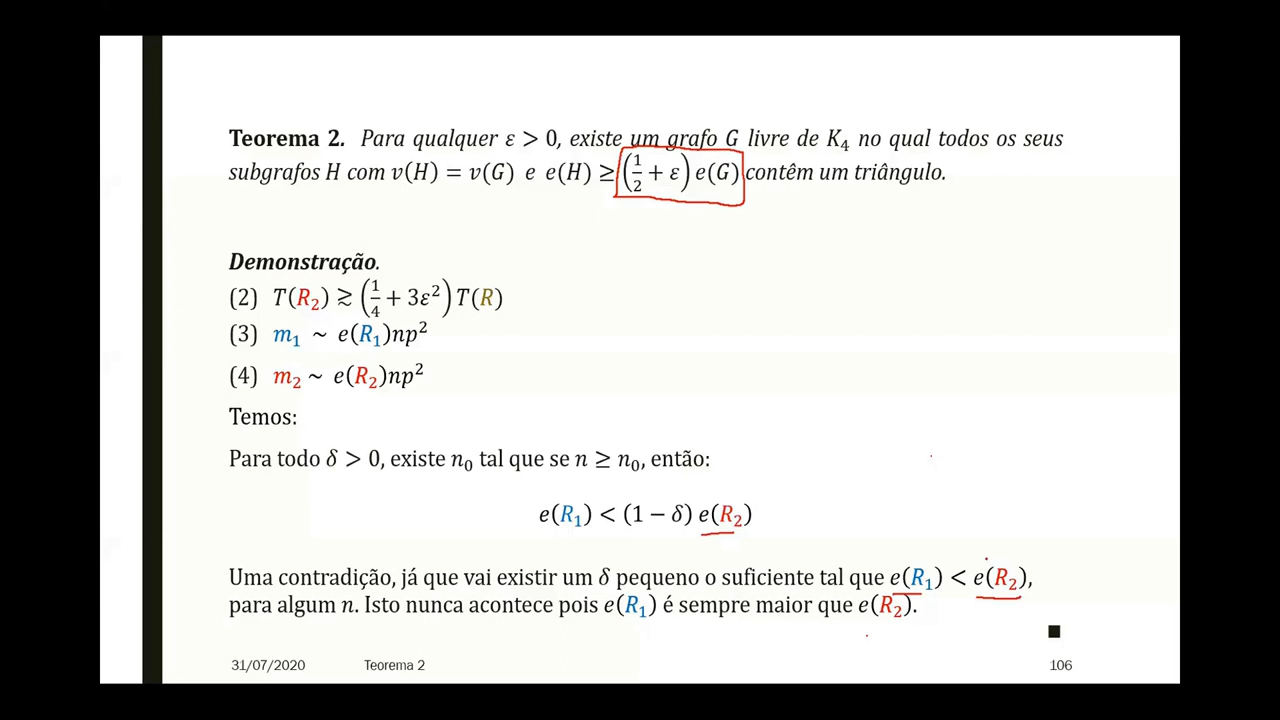 Teorema 2. Para qualquer ε > 0, existe um grafo G livre de K₄ no qual todos os seus
subgrafos H com v(H) = v(G) e e(H) ≥ (1/2 + ε) e(G) contêm um triângulo.
Demonstração.
(2) T(R₂) ≳ (1/4 + 3ε²) T(R)
(3) m₁ ~ e(R₁)np²
(4) m₂ ~ e(R₂)np²
Temos:
Para todo δ > 0, existe n₀ tal que se n ≥ n₀, então:
e(R₁) < (1 − δ) e(R₂)
Uma contradição, já que vai existir um δ pequeno o suficiente tal que e(R₁) < e(R₂),
para algum n. Isto nunca acontece pois e(R₁) é sempre maior que e(R₂).
■
31/07/2020 Teorema 2 106